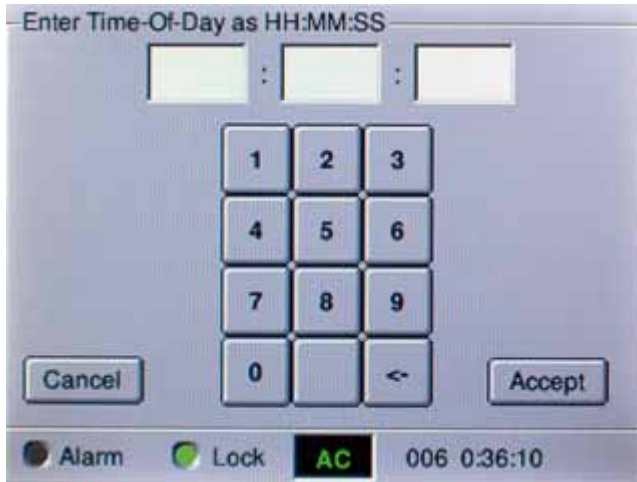 Enter Time-Of-Day as HH:MM:SS
: :
1 2 3
4 5 6
7 8 9
Cancel 0 <- Accept
Alarm Lock AC 006 0:36:10